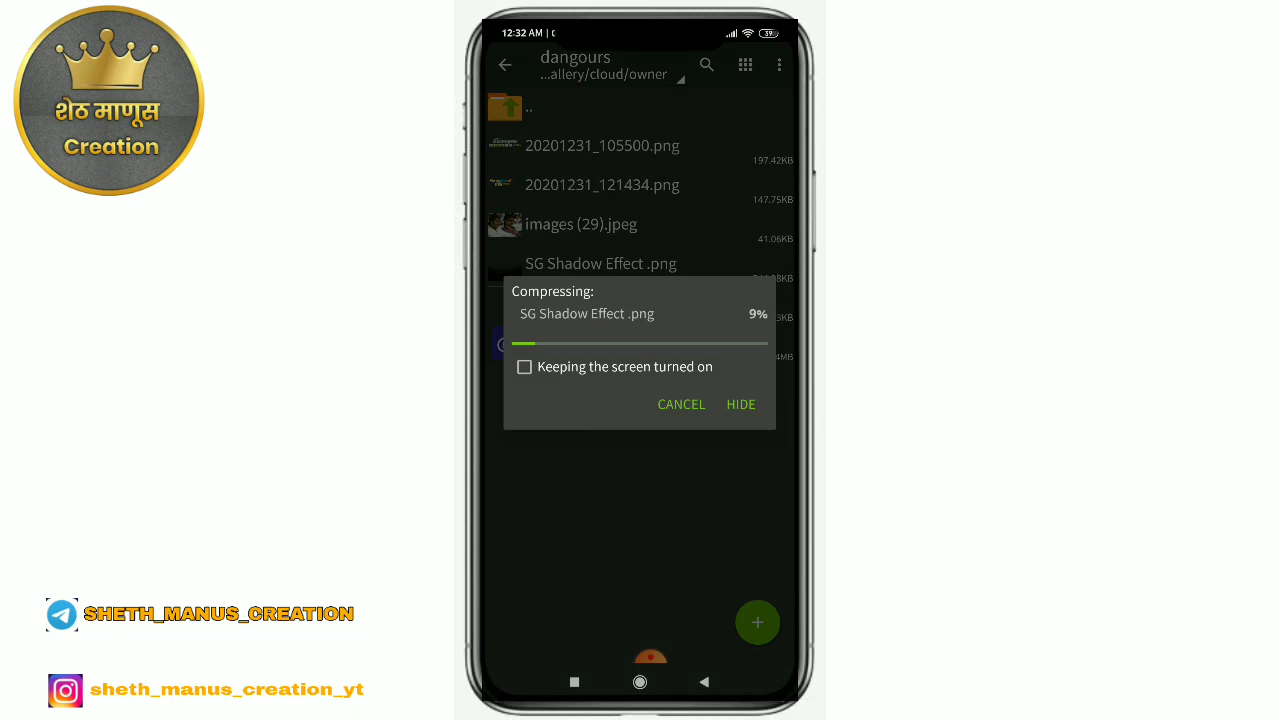 शेठ माणूस
Creation
12:32 AM |
39
dangours
...allery/cloud/owner
..
20201231_105500.png
197.42KB
20201231_121434.png
147.75KB
images (29).jpeg
41.06KB
SG Shadow Effect .png
Compressing:
SG Shadow Effect .png 9%
Keeping the screen turned on
CANCEL HIDE
SHETH_MANUS_CREATION
sheth_manus_creation_yt